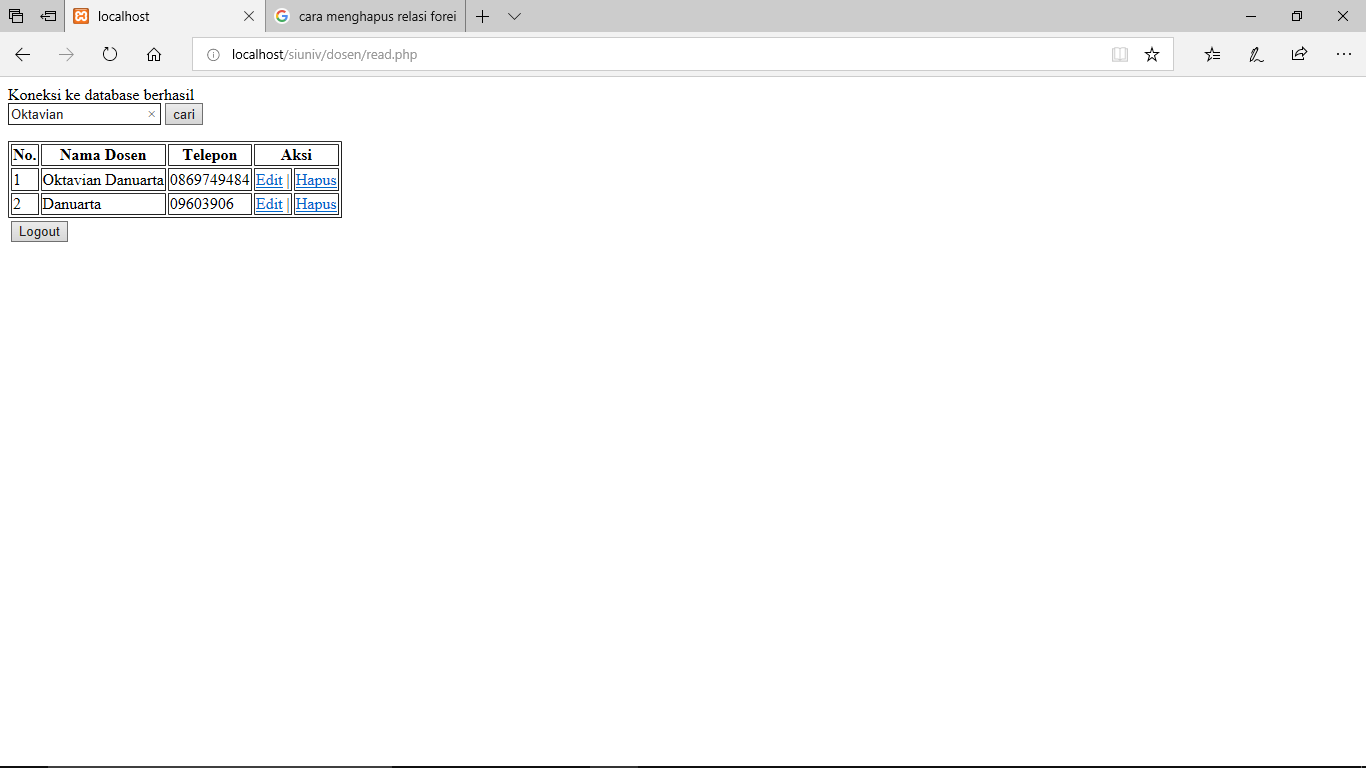 localhost
cara menghapus relasi forei
localhost/siuniv/dosen/read.php
Koneksi ke database berhasil
Oktavian × cari
No. Nama Dosen Telepon Aksi
1 Oktavian Danuarta 0869749484 Edit | Hapus
2 Danuarta 09603906 Edit | Hapus
Logout